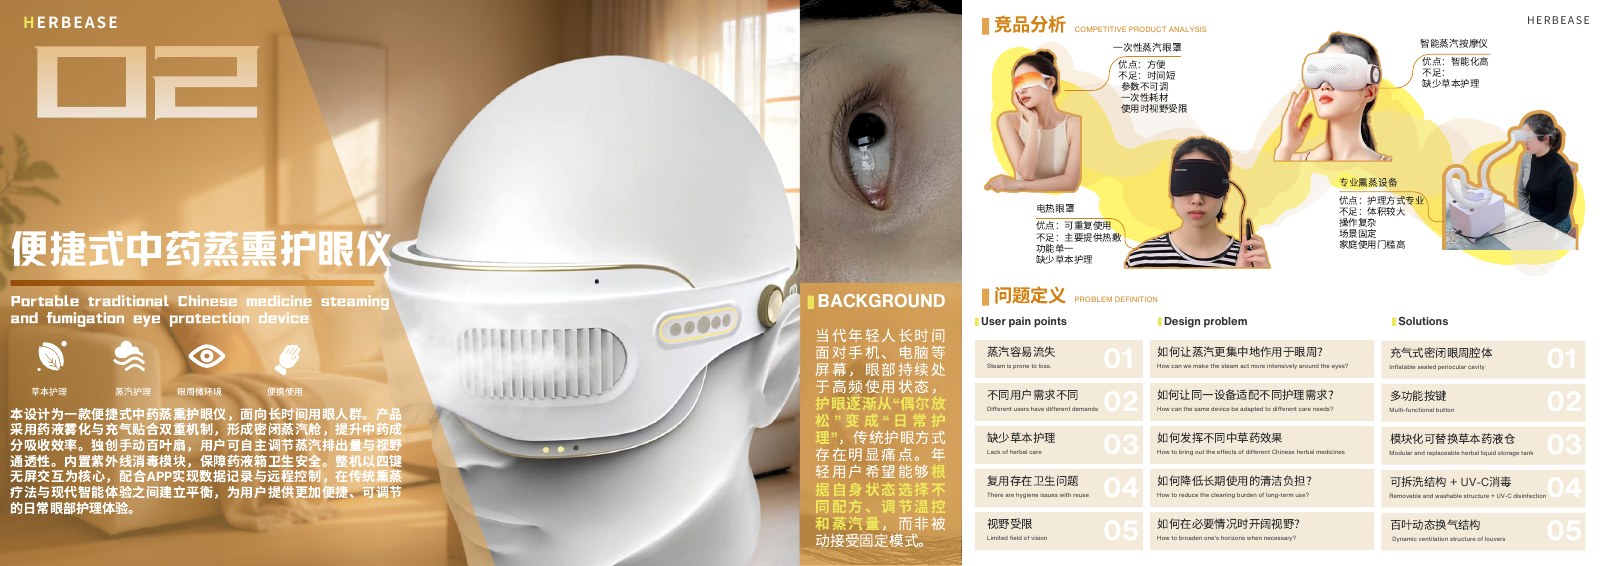 HERBEASE
02
便捷式中药蒸熏护眼仪
Portable traditional Chinese medicine steaming
and fumigation eye protection device
草本护理
蒸汽护理
眼周微环境
便携使用
本设计为一款便捷式中药蒸熏护眼仪，面向长时间用眼人群。产品
采用药液雾化与充气贴合双重机制，形成密闭蒸汽舱，提升中药成
分吸收效率。独创手动百叶扇，用户可自主调节蒸汽排出量与视野
通透性。内置紫外线消毒模块，保障药液箱卫生安全。整机以四键
无屏交互为核心，配合APP实现数据记录与远程控制，在传统熏蒸
疗法与现代智能体验之间建立平衡，为用户提供更加便捷、可调节
的日常眼部护理体验。
BACKGROUND
当代年轻人长时间
面对手机、电脑等
屏幕，眼部持续处
于高频使用状态，
护眼逐渐从“偶尔放
松”变成“日常护
理”，传统护眼方式
存在明显痛点。年
轻用户希望能够根
据自身状态选择不
同配方、调节温控
和蒸汽量，而非被
动接受固定模式。
竞品分析
COMPETITIVE PRODUCT ANALYSIS
HERBEASE
一次性蒸汽眼罩
优点：方便
不足：时间短
参数不可调
一次性耗材
使用时视野受限
智能蒸汽按摩仪
优点：智能化高
不足：
缺少草本护理
电热眼罩
优点：可重复使用
不足：主要提供热敷
功能单一
缺少草本护理
专业熏蒸设备
优点：护理方式专业
不足：体积较大
操作复杂
场景固定
家庭使用门槛高
问题定义
PROBLEM DEFINITION
User pain points
Design problem
Solutions
蒸汽容易流失
Steam is prone to loss.
01
如何让蒸汽更集中地作用于眼周?
How can we make the steam act more intensively around the eyes?
充气式密闭眼周腔体
Inflatable sealed periocular cavity
01
不同用户需求不同
Different users have different demands
02
如何让同一设备适配不同护理需求?
How can the same device be adapted to different care needs?
多功能按键
Multi-functional button
02
缺少草本护理
Lack of herbal care
03
如何发挥不同中草药效果
How to bring out the effects of different Chinese herbal medicines
模块化可替换草本药液仓
Modular and replaceable herbal liquid storage tank
03
复用存在卫生问题
There are hygiene issues with reuse
04
如何降低长期使用的清洁负担?
How to reduce the cleaning burden of long-term use?
可拆洗结构 + UV-C消毒
Removable and washable structure + UV-C disinfection
04
视野受限
Limited field of vision
05
如何在必要情况时开阔视野?
How to broaden one's horizons when necessary?
百叶动态换气结构
Dynamic ventilation structure of louvers
05